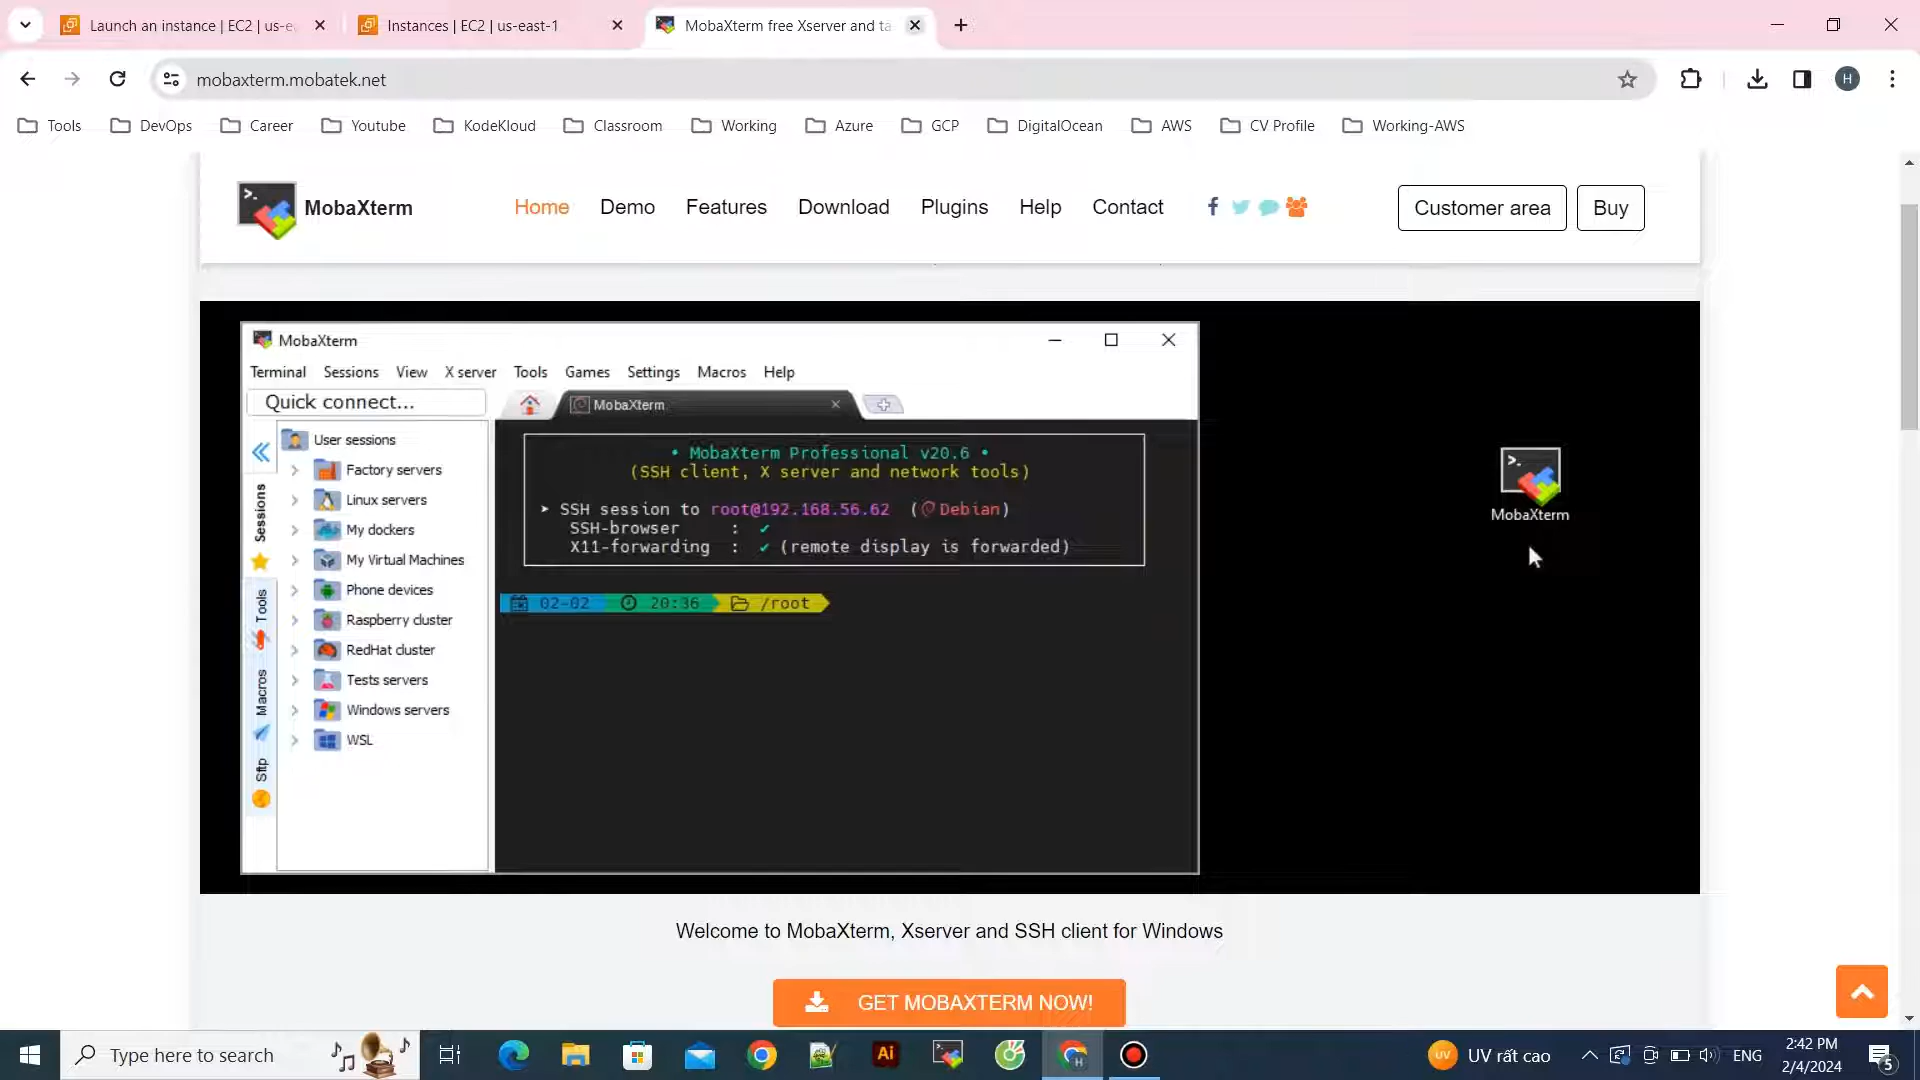 Launch an instance | EC2 | us-e
Instances | EC2 | us-east-1
MobaXterm free Xserver and ta
mobaxterm.mobatek.net
H
Tools
DevOps
Career
Youtube
KodeKloud
Classroom
Working
Azure
GCP
DigitalOcean
AWS
CV Profile
Working-AWS
MobaXterm
Home
Demo
Features
Download
Plugins
Help
Contact
Customer area
Buy
MobaXterm
Terminal
Sessions
View
X server
Tools
Games
Settings
Macros
Help
Quick connect...
MobaXterm
User sessions
Factory servers
Linux servers
My dockers
My Virtual Machines
Phone devices
Raspberry cluster
RedHat cluster
Tests servers
Windows servers
WSL
Sessions
Tools
Macros
Sftp
• MobaXterm Professional v20.6 •
(SSH client, X server and network tools)
➤ SSH session to root@192.168.56.62 (Debian)
SSH-browser : ✔
X11-forwarding : ✔ (remote display is forwarded)
02-02 20:36 /root
MobaXterm
Welcome to MobaXterm, Xserver and SSH client for Windows
GET MOBAXTERM NOW!
Type here to search
Ai
H
UV
UV rất cao
ENG
2:42 PM
2/4/2024
5